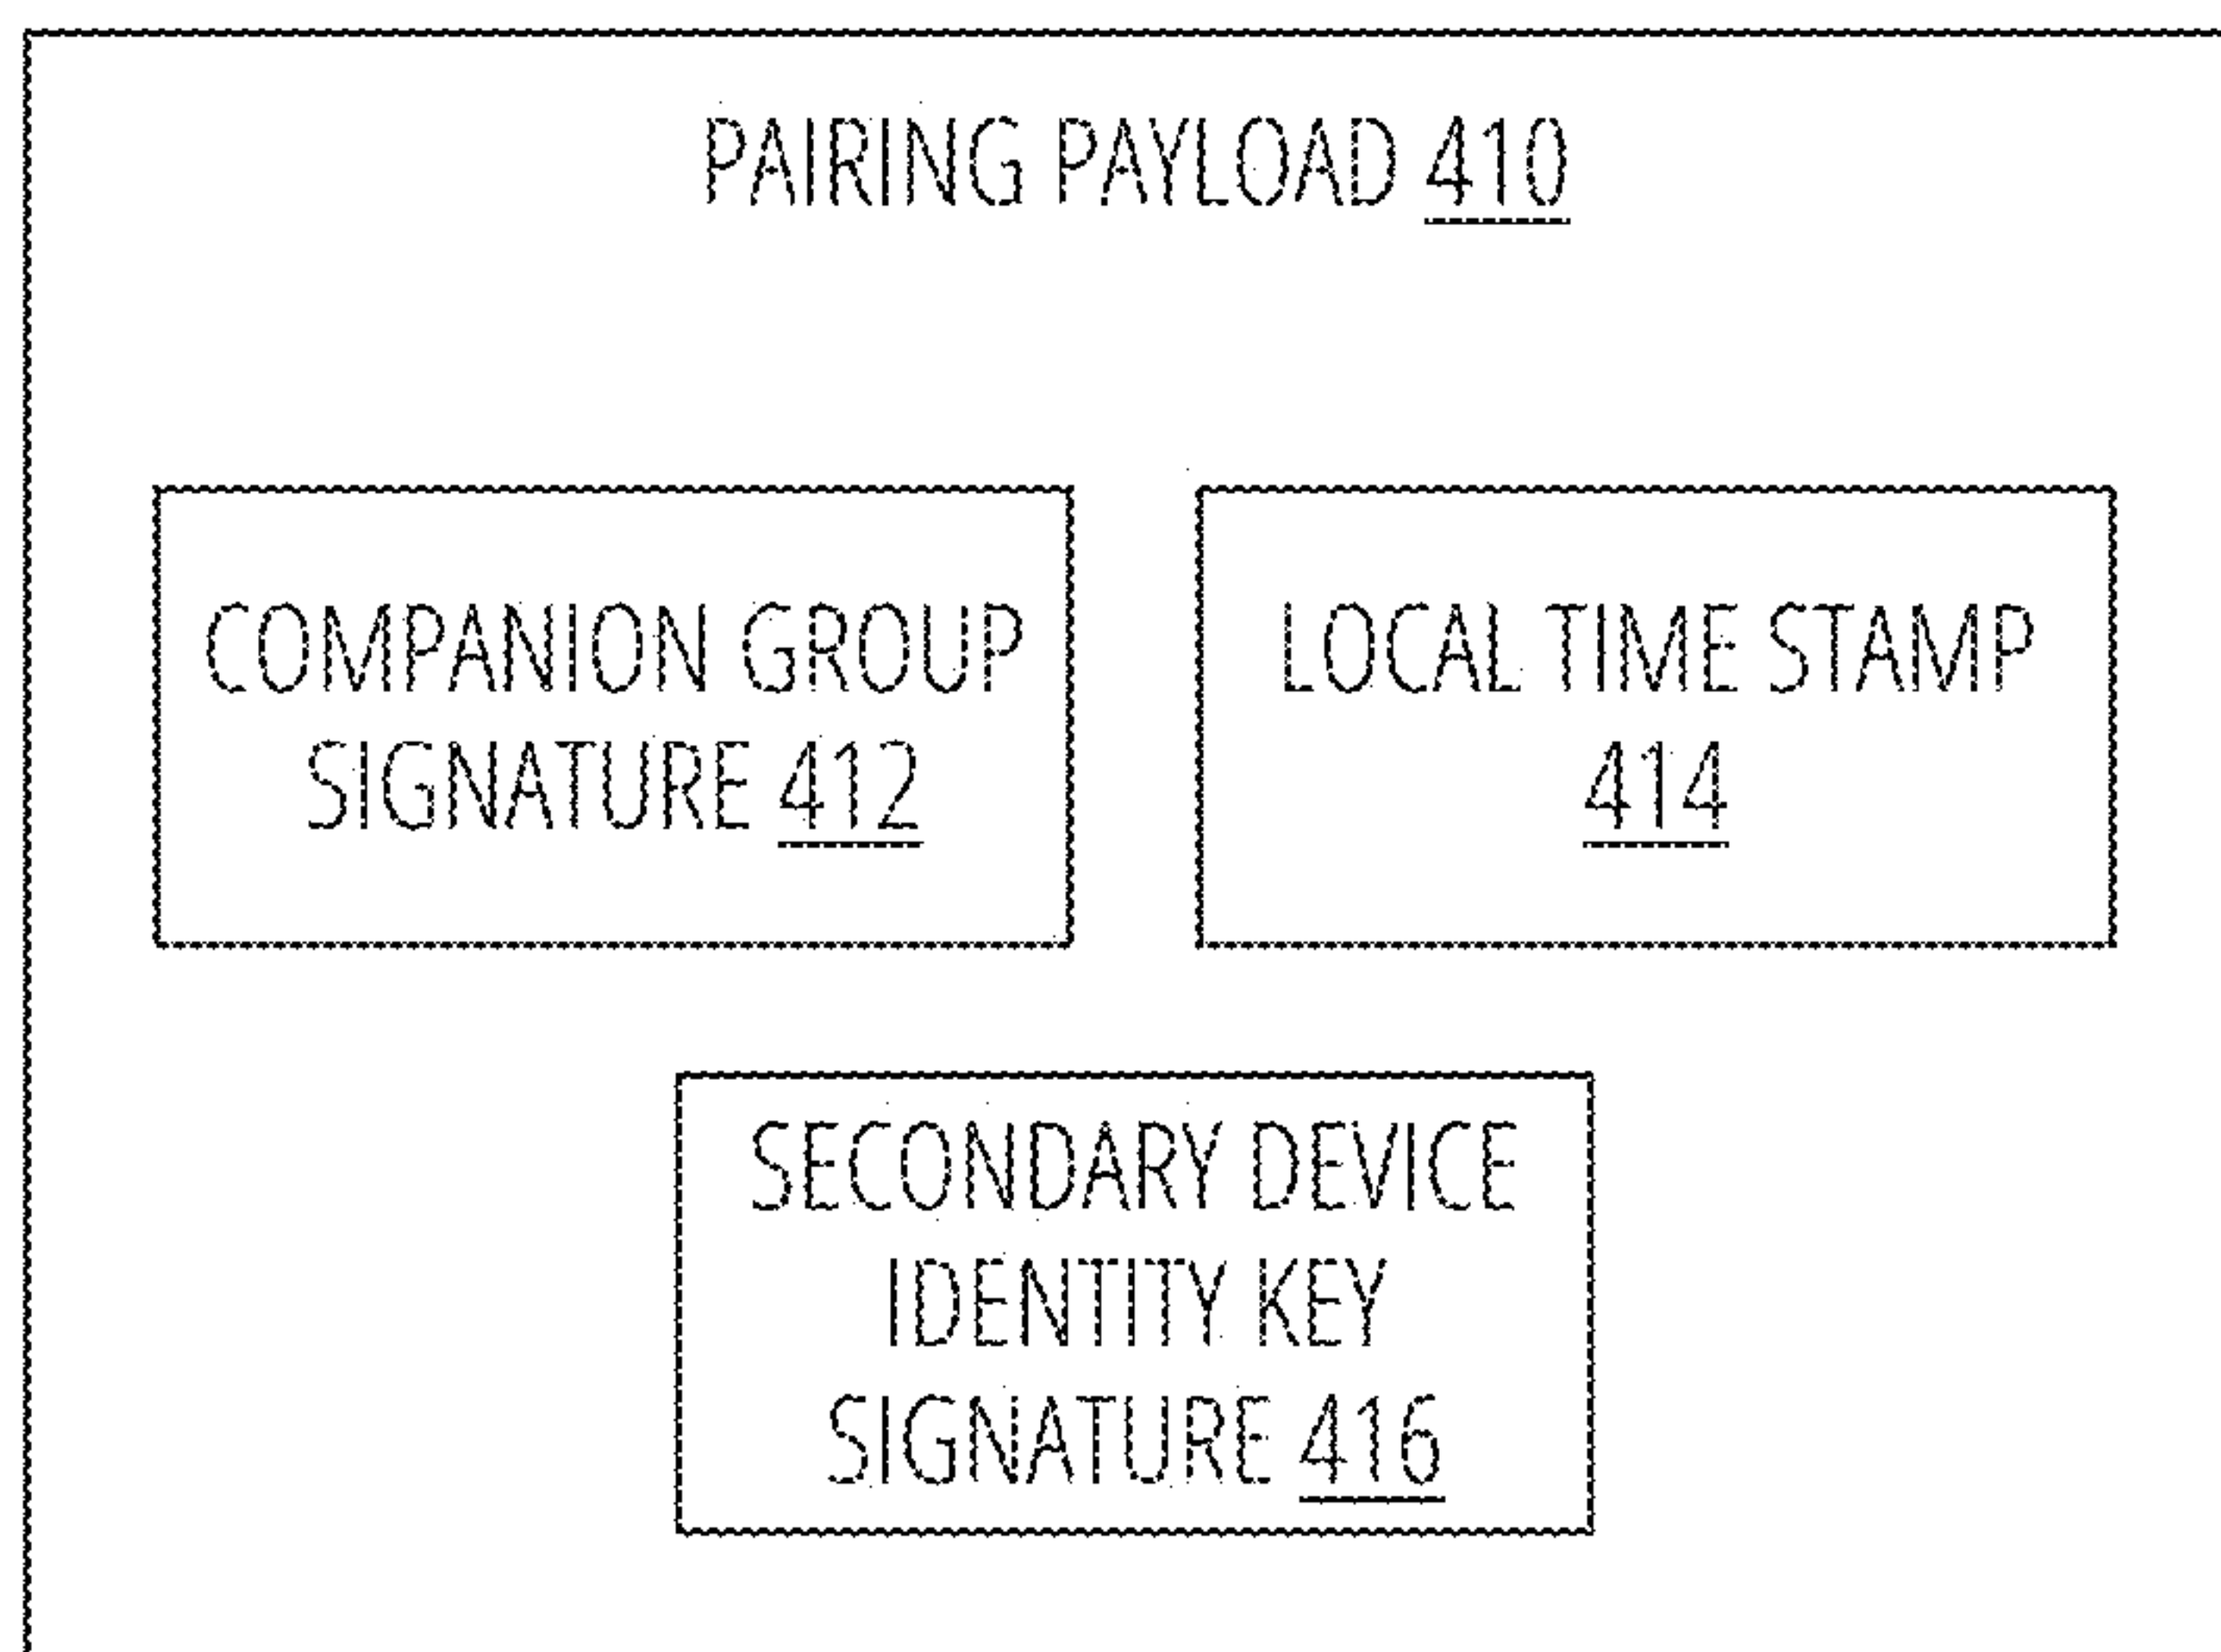 PAIRING PAYLOAD 410
COMPANION GROUP
SIGNATURE 412
LOCAL TIME STAMP
414
SECONDARY DEVICE
IDENTITY KEY
SIGNATURE 416